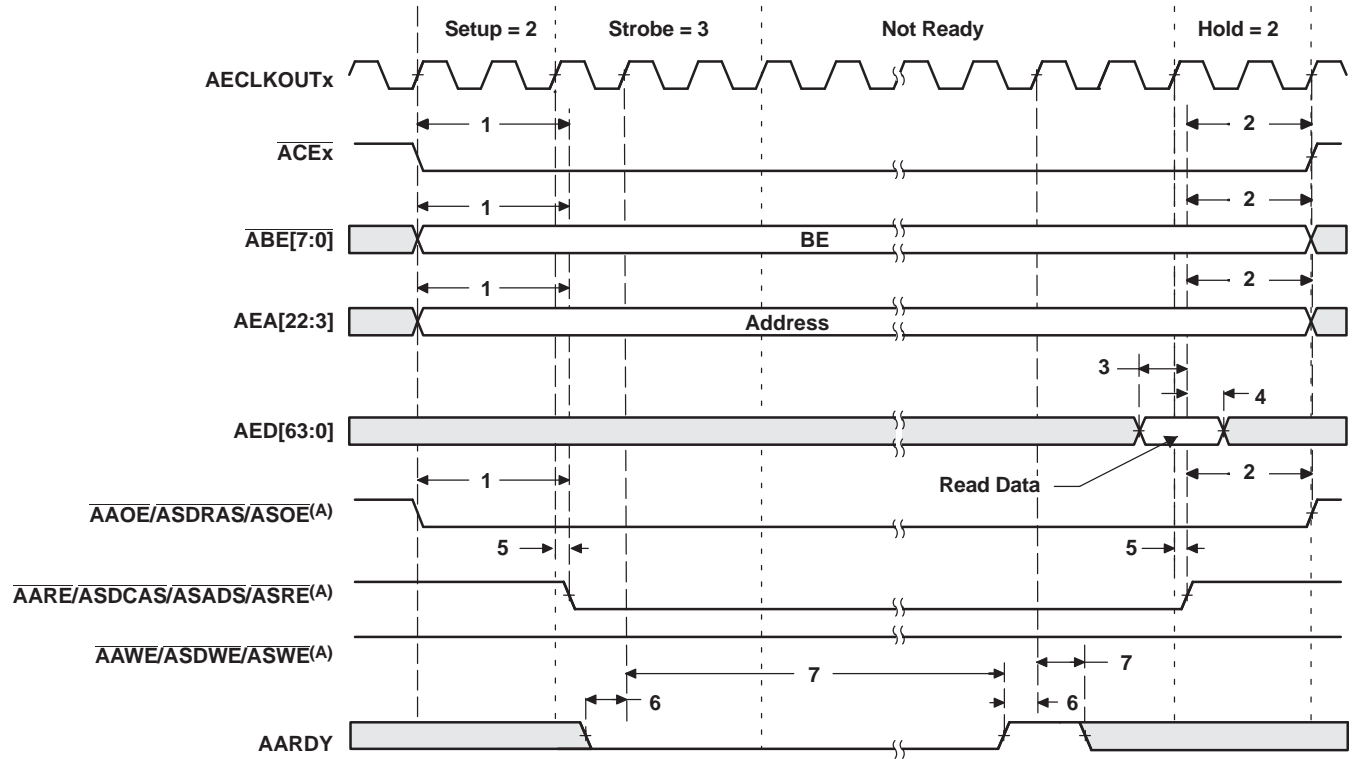 Setup = 2 Strobe = 3 Not Ready Hold = 2
AECLKOUTx
1 2
ACEx
1 2
ABE[7:0] BE
1 2
AEA[22:3] Address
3
4
AED[63:0]
1 Read Data 2
AAOE/ASDRAS/ASOE(A)
5 5
AARE/ASDCAS/ASADS/ASRE(A)
AAWE/ASDWE/ASWE(A)
7 7
6 6
AARDY